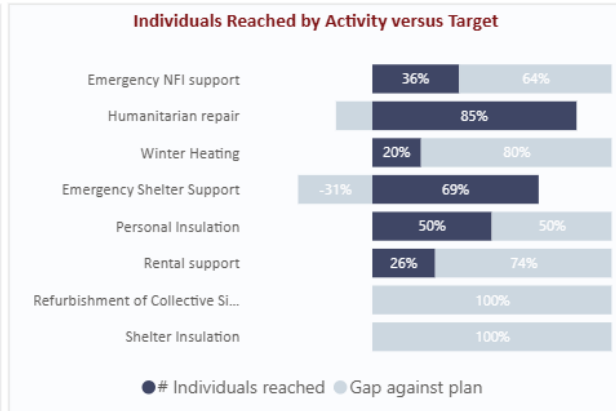 Individuals Reached by Activity versus Target
Emergency NFI support 36% 64%
Humanitarian repair 85%
Winter Heating 20% 80%
Emergency Shelter Support -31% 69%
Personal Insulation 50% 50%
Rental support 26% 74%
Refurbishment of Collective Si... 100%
Shelter Insulation 100%
# Individuals reached Gap against plan